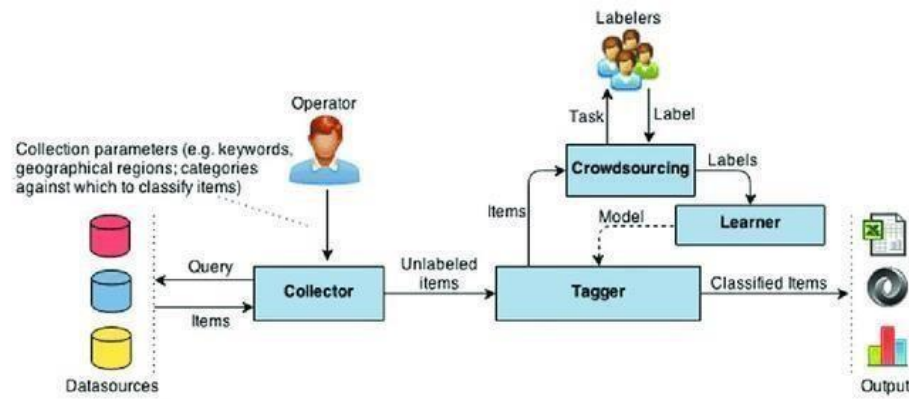 Labelers
Operator
Task
Label
Collection parameters (e.g. keywords,
geographical regions; categories
against which to classify items)
Crowdsourcing
Labels
Items
Model
Learner
Query
Collector
Unlabeled
items
Tagger
Classified Items
Items
Datasources
Output